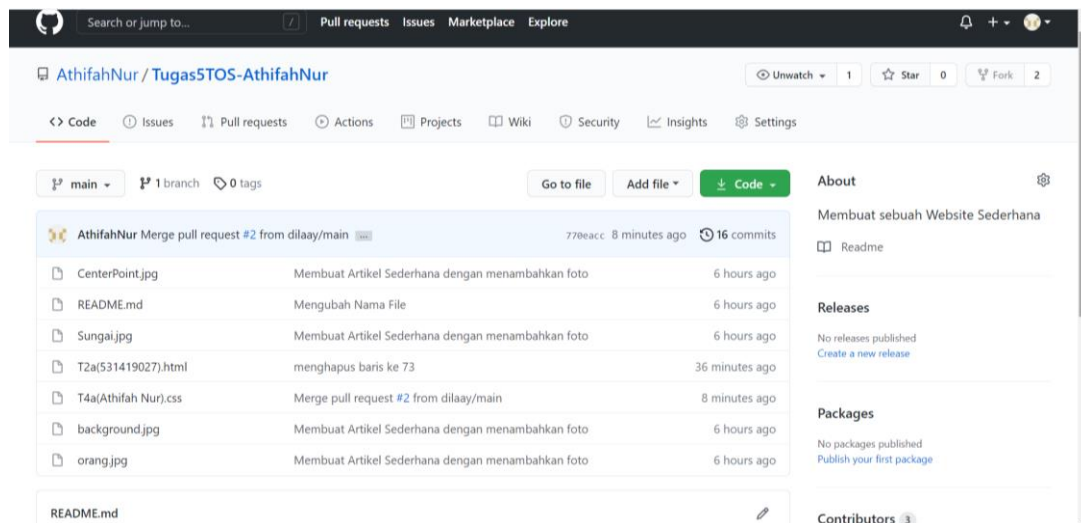 Search or jump to... / Pull requests Issues Marketplace Explore
AthifahNur / Tugas5TOS-AthifahNur
Unwatch 1 Star 0 Fork 2
<> Code Issues Pull requests Actions Projects Wiki Security Insights Settings
main 1 branch 0 tags Go to file Add file Code
AthifahNur Merge pull request #2 from dilaay/main ... 770eacc 8 minutes ago 16 commits
CenterPoint.jpg Membuat Artikel Sederhana dengan menambahkan foto 6 hours ago
README.md Mengubah Nama File 6 hours ago
Sungai.jpg Membuat Artikel Sederhana dengan menambahkan foto 6 hours ago
T2a(531419027).html menghapus baris ke 73 36 minutes ago
T4a(Athifah Nur).css Merge pull request #2 from dilaay/main 8 minutes ago
background.jpg Membuat Artikel Sederhana dengan menambahkan foto 6 hours ago
orang.jpg Membuat Artikel Sederhana dengan menambahkan foto 6 hours ago
README.md
About
Membuat sebuah Website Sederhana
Readme
Releases
No releases published
Create a new release
Packages
No packages published
Publish your first package
Contributors 3